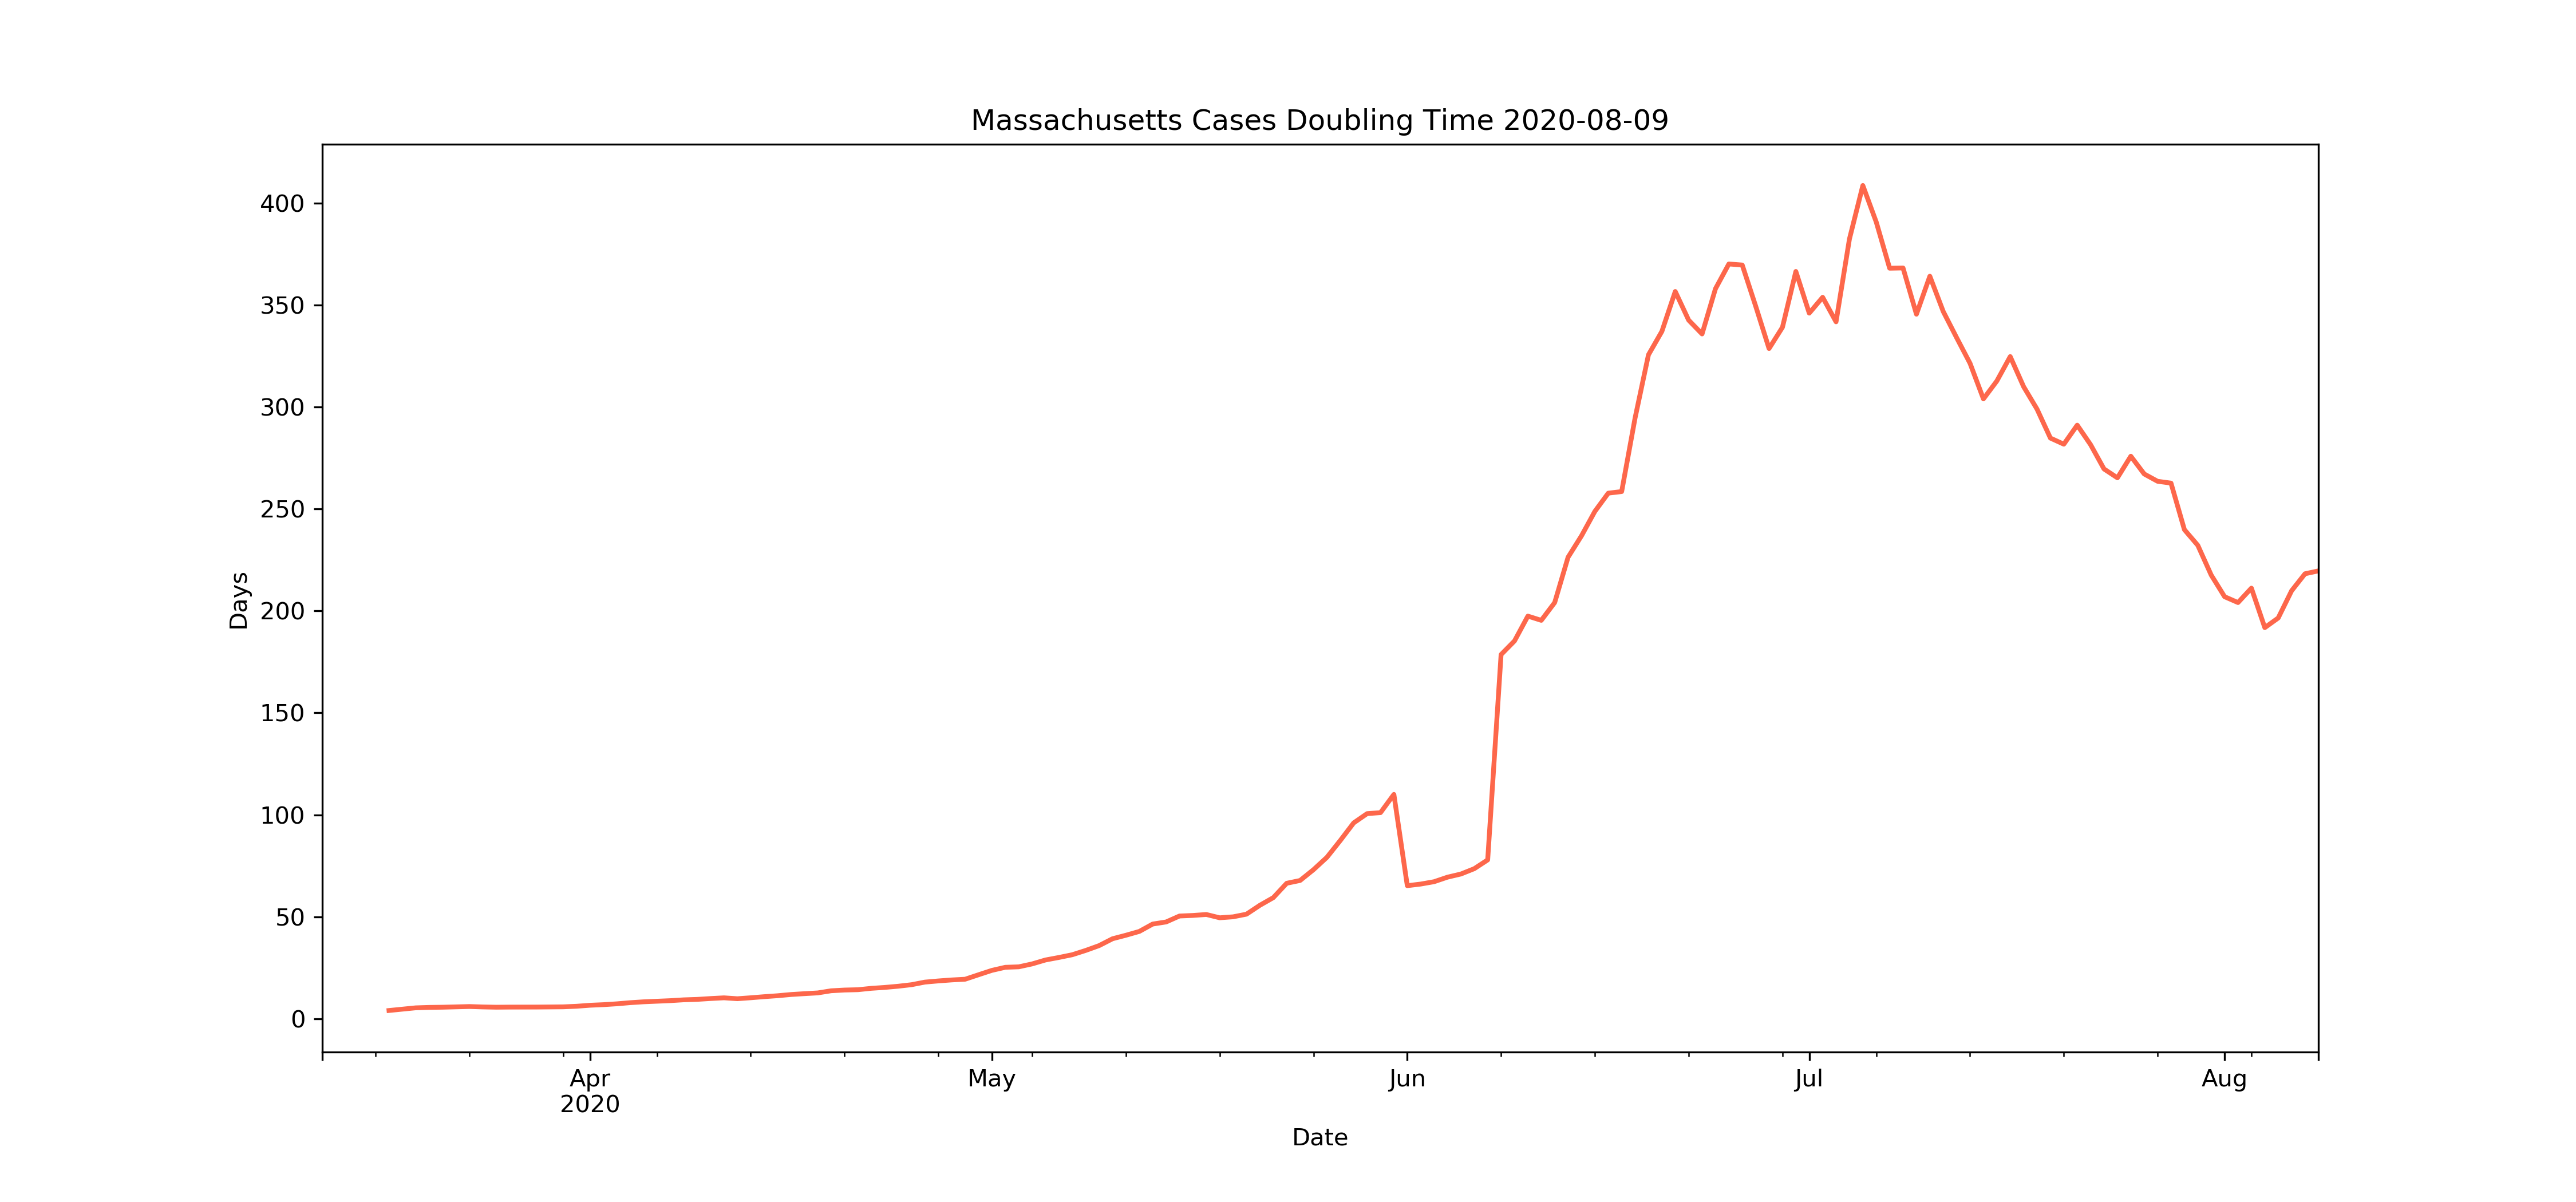 Massachusetts Cases Doubling Time 2020-08-09
400
350
300
250
200
150
100
50
0
Days
Apr
2020
May
Jun
Jul
Aug
Date